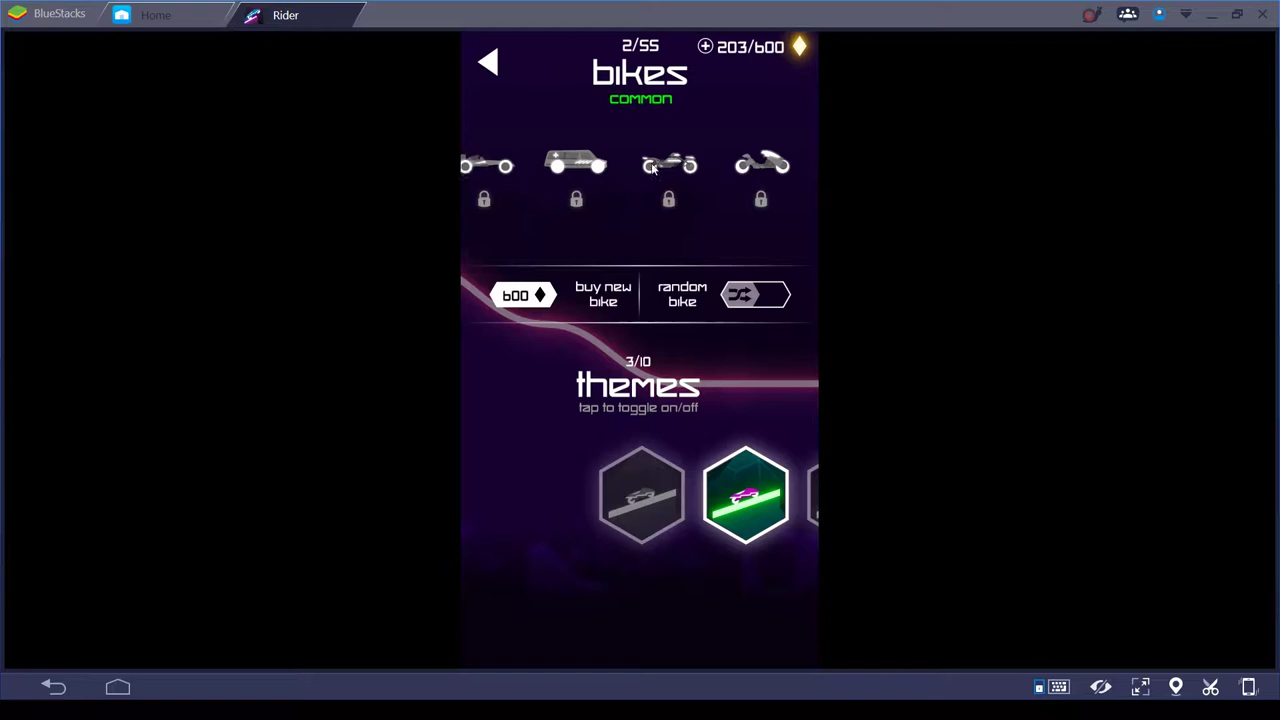 BlueStacks
Home
Rider
2/55
203/600
bikes
COMMON
600
buy new
bike
random
bike
3/10
themes
tap to toggle on/off